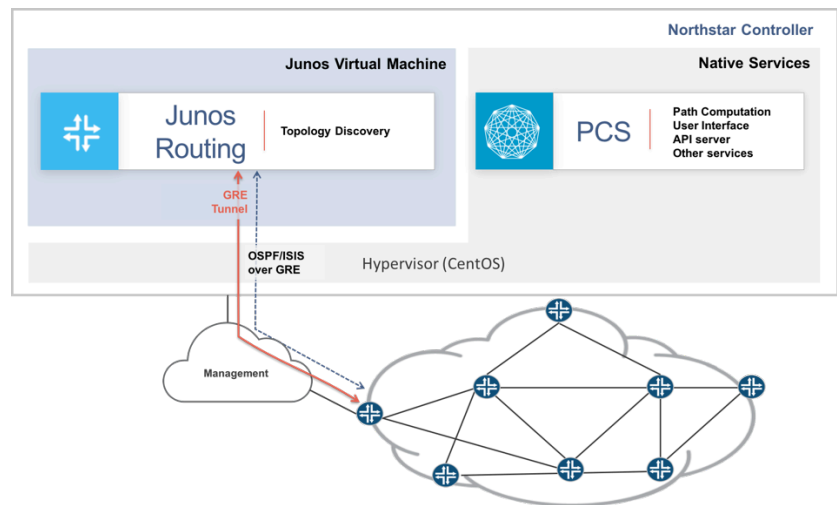 Northstar Controller
Junos Virtual Machine
Native Services
Junos
Routing
Topology Discovery
PCS
Path Computation
User Interface
API server
Other services
GRE
Tunnel
OSPF/ISIS
over GRE
Hypervisor (CentOS)
Management